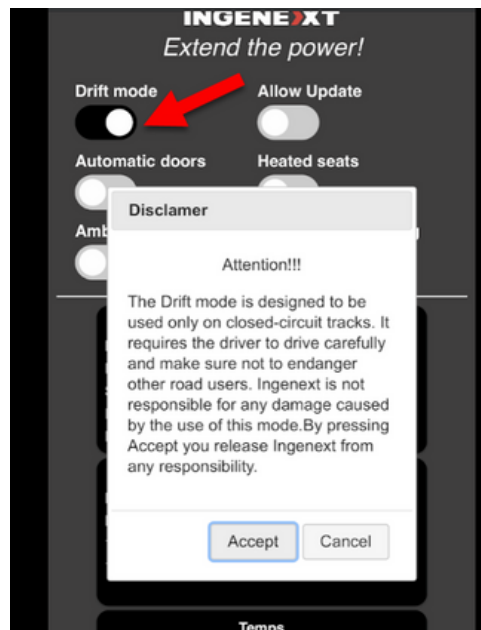 INGENEXT
Extend the power!
Drift mode Allow Update
Automatic doors Heated seats
Amb
Disclamer
Attention!!!
The Drift mode is designed to be
used only on closed-circuit tracks. It
requires the driver to drive carefully
and make sure not to endanger
other road users. Ingenext is not
responsible for any damage caused
by the use of this mode.By pressing
Accept you release Ingenext from
any responsibility.
Accept Cancel
Temps